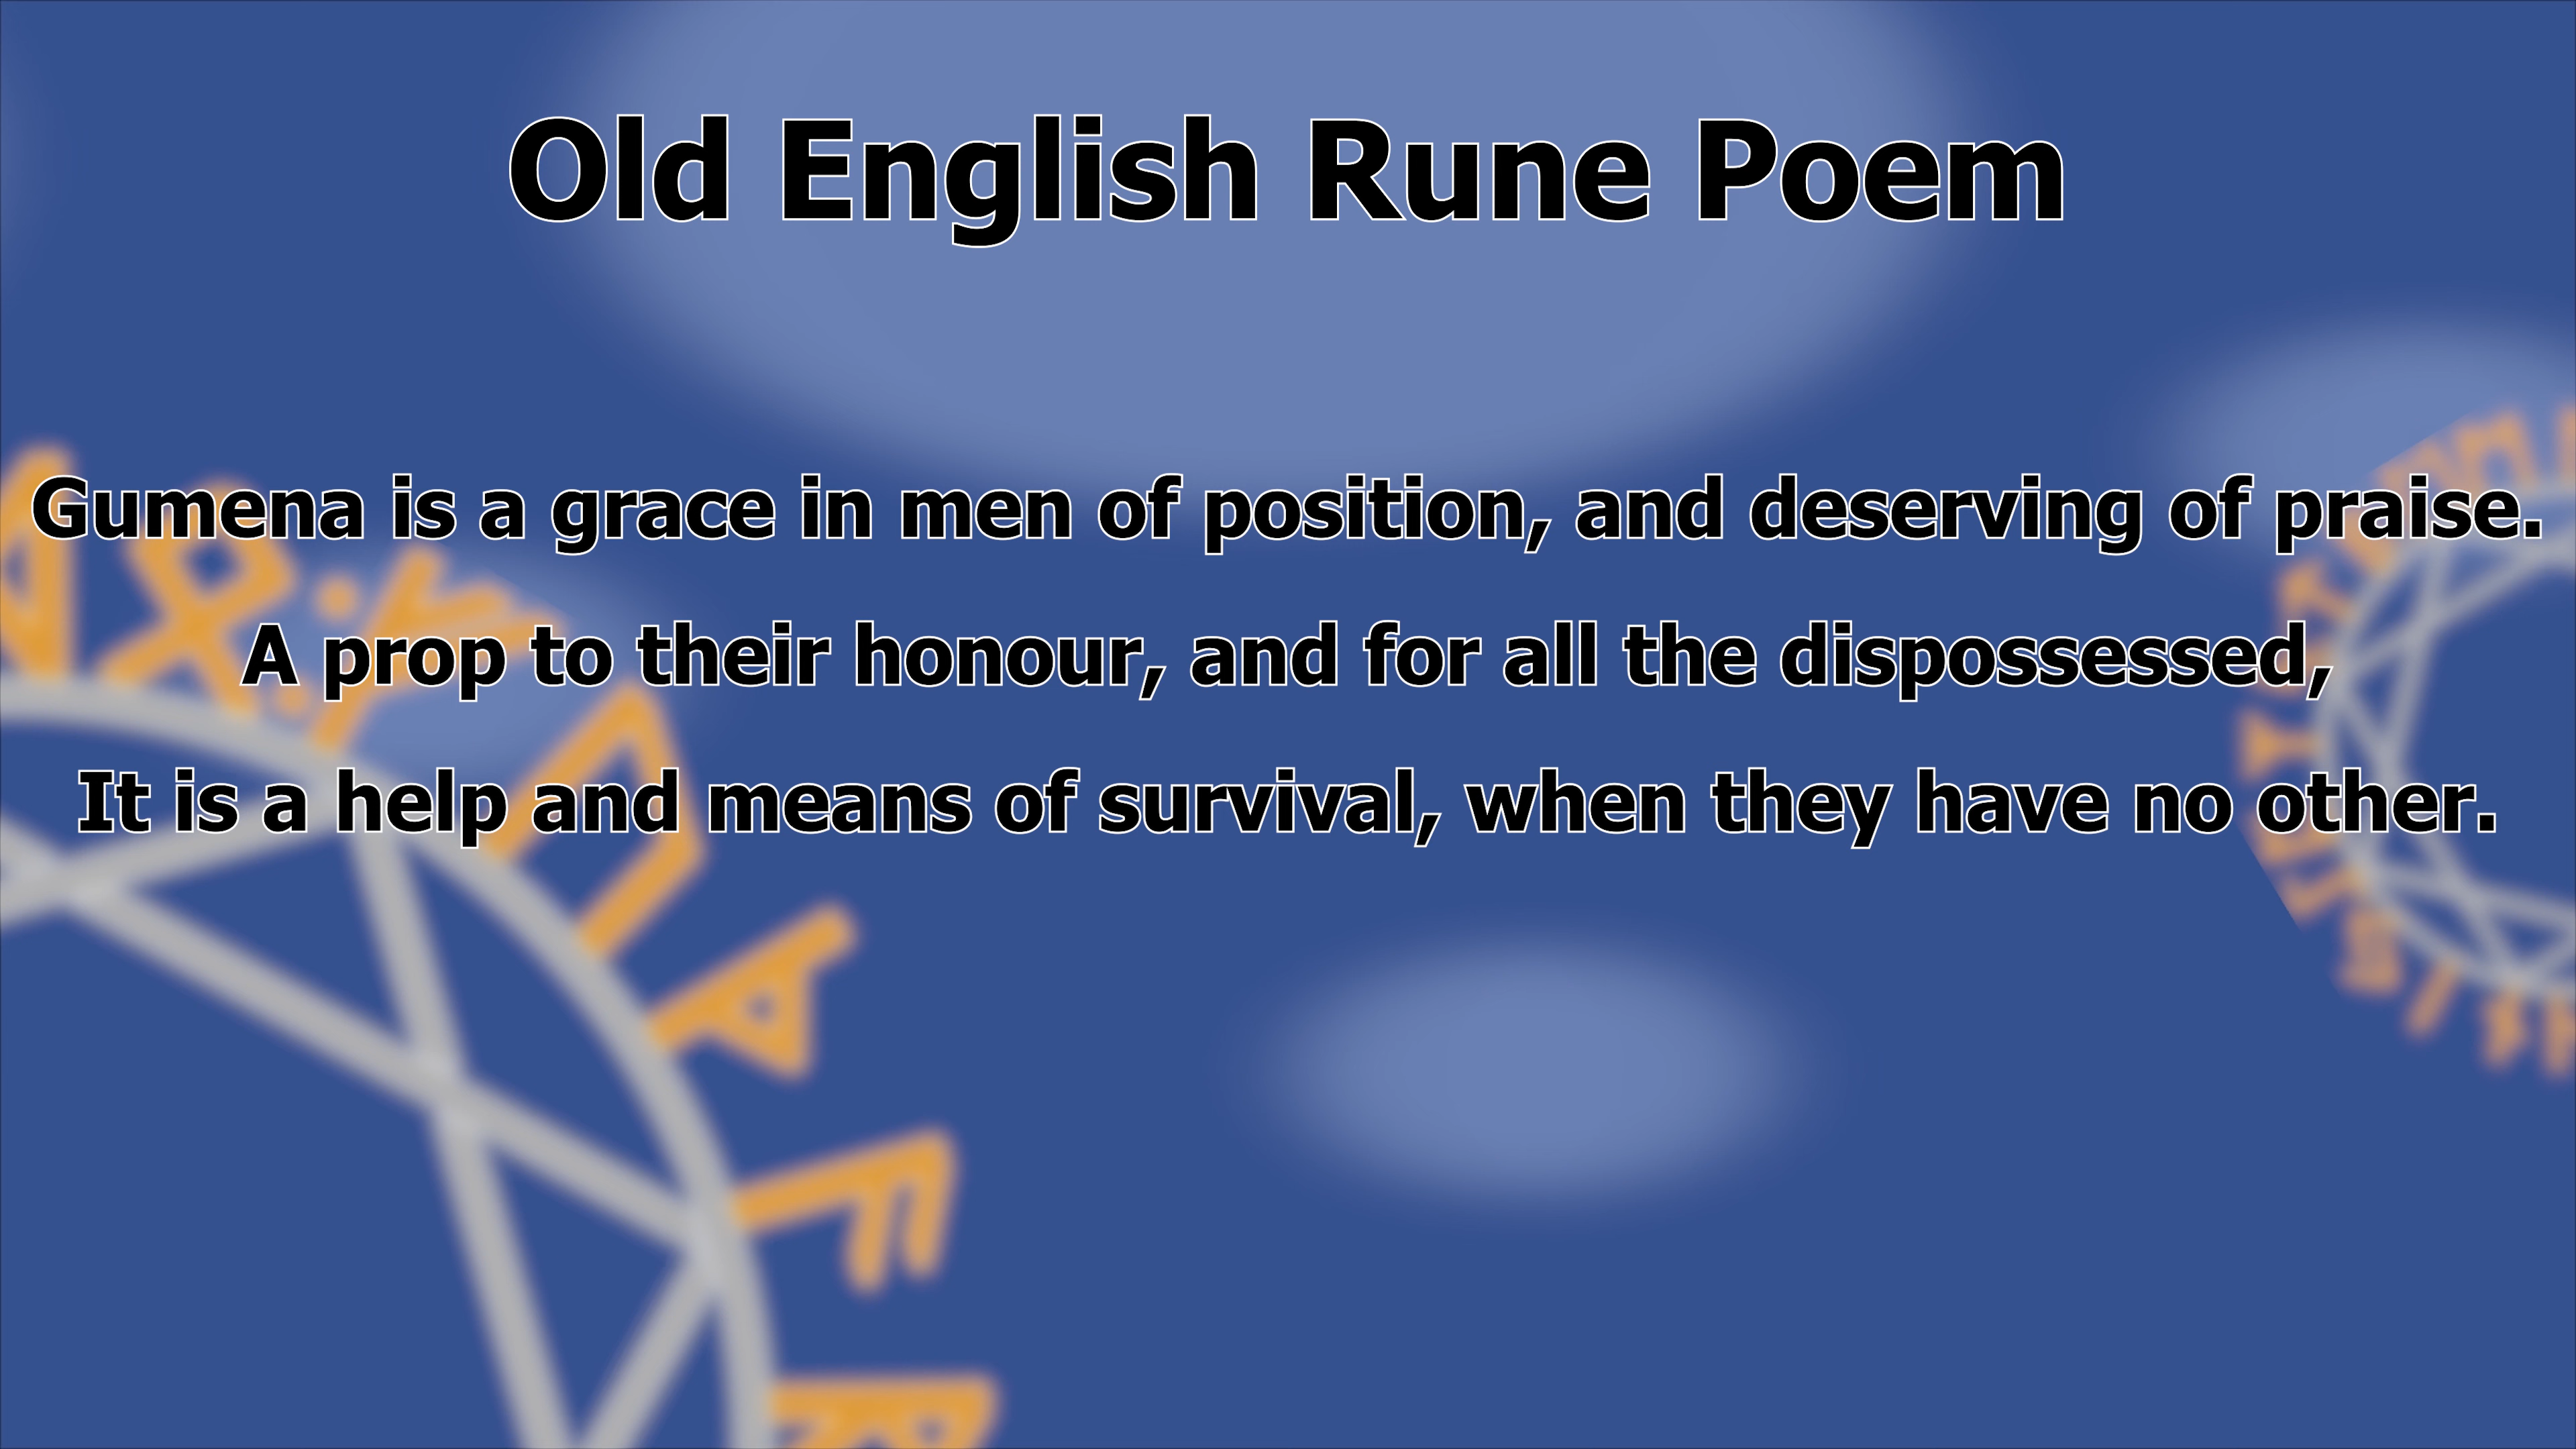 Old English Rune Poem
Gumena is a grace in men of position, and deserving of praise.
A prop to their honour, and for all the dispossessed,
It is a help and means of survival, when they have no other.